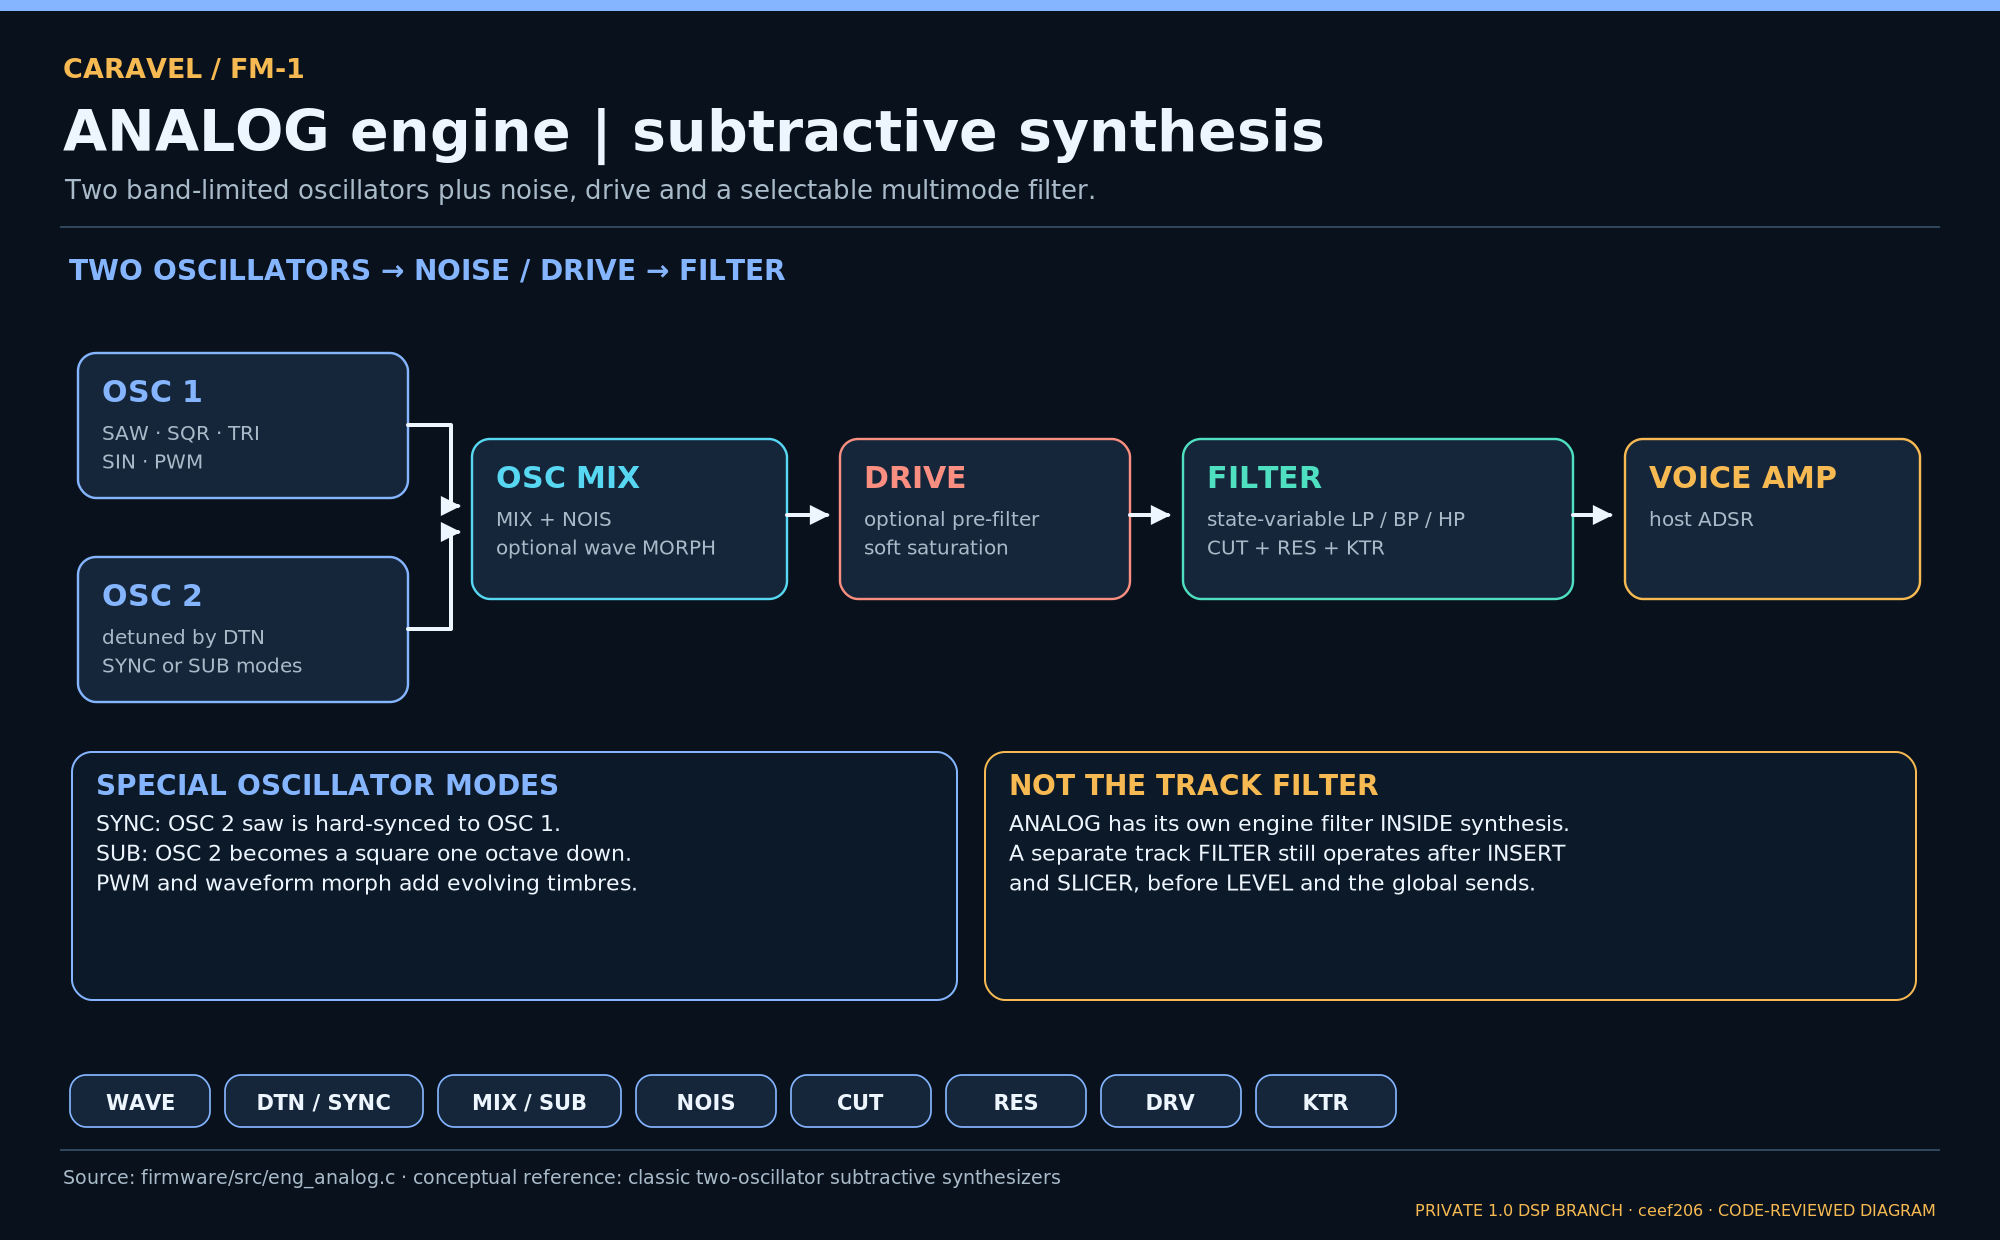 CARAVEL / FM-1
ANALOG engine | subtractive synthesis
Two band-limited oscillators plus noise, drive and a selectable multimode filter.
TWO OSCILLATORS → NOISE / DRIVE → FILTER
OSC 1
SAW · SQR · TRI
SIN · PWM
OSC 2
detuned by DTN
SYNC or SUB modes
OSC MIX
MIX + NOIS
optional wave MORPH
DRIVE
optional pre-filter
soft saturation
FILTER
state-variable LP / BP / HP
CUT + RES + KTR
VOICE AMP
host ADSR
SPECIAL OSCILLATOR MODES
SYNC: OSC 2 saw is hard-synced to OSC 1.
SUB: OSC 2 becomes a square one octave down.
PWM and waveform morph add evolving timbres.
NOT THE TRACK FILTER
ANALOG has its own engine filter INSIDE synthesis.
A separate track FILTER still operates after INSERT
and SLICER, before LEVEL and the global sends.
WAVE
DTN / SYNC
MIX / SUB
NOIS
CUT
RES
DRV
KTR
Source: firmware/src/eng_analog.c · conceptual reference: classic two-oscillator subtractive synthesizers
PRIVATE 1.0 DSP BRANCH · ceef206 · CODE-REVIEWED DIAGRAM